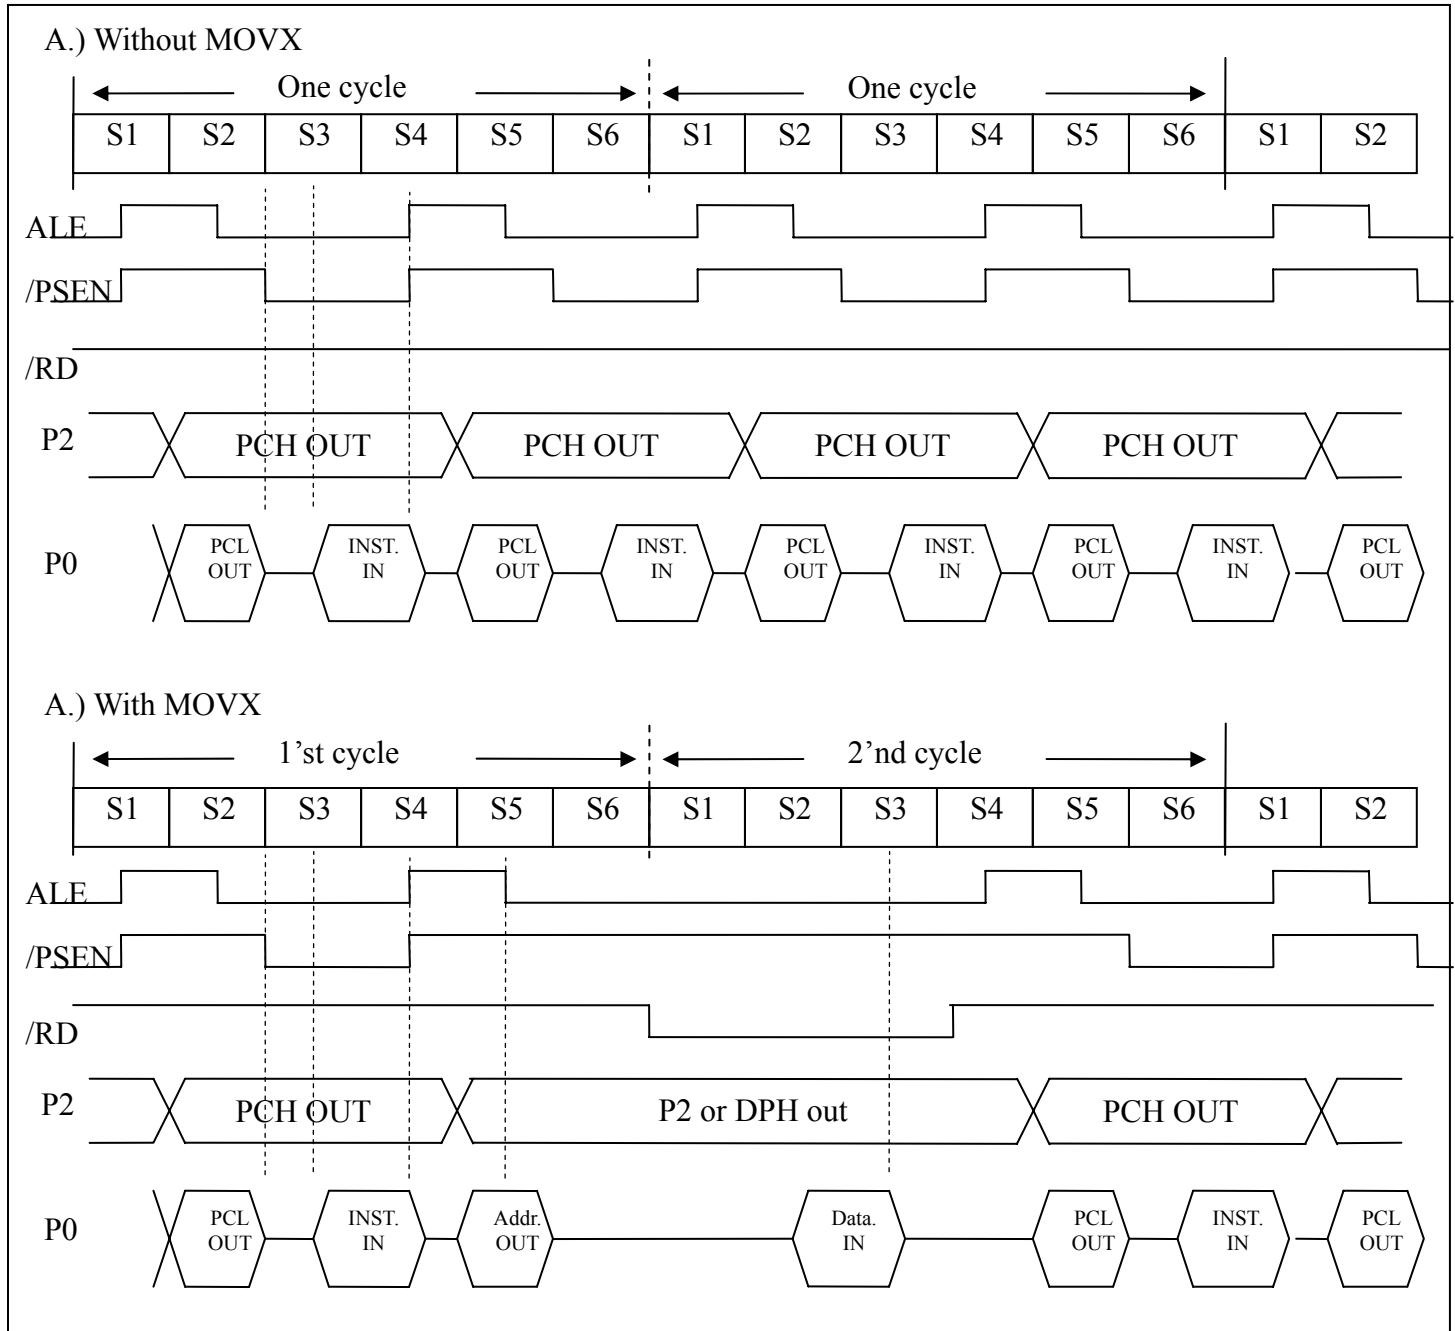 A.) Without MOVX
One cycle One cycle
S1 S2 S3 S4 S5 S6 S1 S2 S3 S4 S5 S6 S1 S2
ALE
/PSEN
/RD
P2 PCH OUT PCH OUT PCH OUT PCH OUT
P0
PCL INST. PCL INST. PCL INST. PCL INST. PCL
OUT IN OUT IN OUT IN OUT IN OUT
A.) With MOVX
1’st cycle 2’nd cycle
S1 S2 S3 S4 S5 S6 S1 S2 S3 S4 S5 S6 S1 S2
ALE
/PSEN
/RD
P2 PCH OUT P2 or DPH out PCH OUT
P0
PCL INST. Addr. Data. PCL INST. PCL
OUT IN OUT IN OUT IN OUT